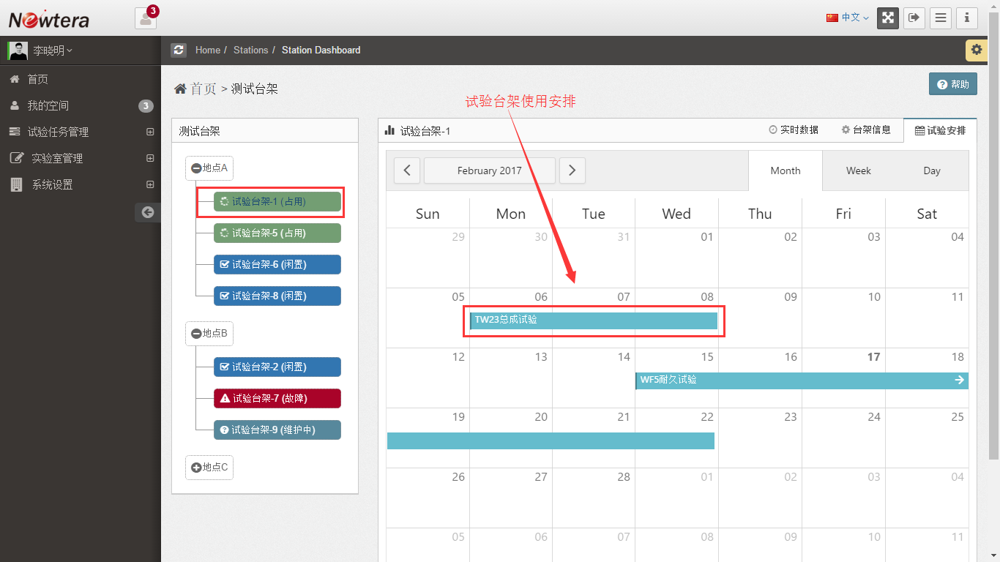 Newtera
3
中文
李晓明
Home / Stations / Station Dashboard
首页
我的空间 3
试验任务管理
实验室管理
系统设置
首页 > 测试台架
帮助
试验台架使用安排
测试台架
地点A
试验台架-1 (占用)
试验台架-5 (占用)
试验台架-6 (闲置)
试验台架-8 (闲置)
地点B
试验台架-2 (闲置)
试验台架-7 (故障)
试验台架-9 (维护中)
地点C
试验台架-1
实时数据 台架信息 试验安排
February 2017
Month Week Day
Sun Mon Tue Wed Thu Fri Sat
29 30 31 01 02 03 04
05 06 07 08 09 10 11
TW23总成试验
12 13 14 15 16 17 18
WF5耐久试验
19 20 21 22 23 24 25
26 27 28 01 02 03 04
05 06 07 08 09 10 11